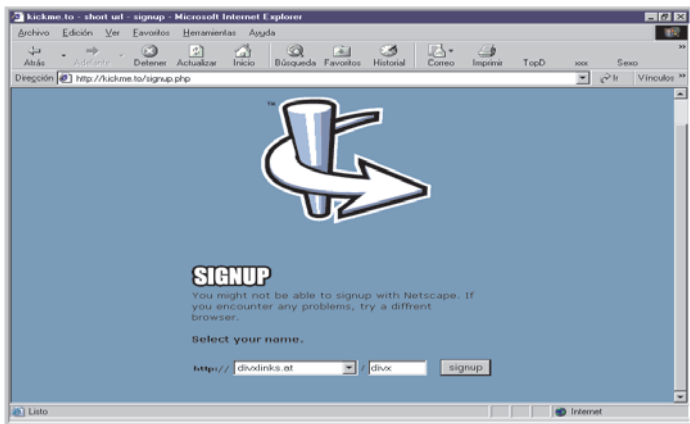 kickme.to - short url - signup - Microsoft Internet Explorer
Archivo Edición Ver Favoritos Herramientas Ayuda
Atrás Adelante Detener Actualizar Inicio Búsqueda Favoritos Historial Correo Imprimir TopD xxx Sexo »
Dirección http://kickme.to/signup.php Ir Vínculos »
TM
SIGNUP
You might not be able to signup with Netscape. If
you encounter any problems, try a diffrent
browser.
Select your name.
http:// divxlinks.at / divx signup
Listo Internet